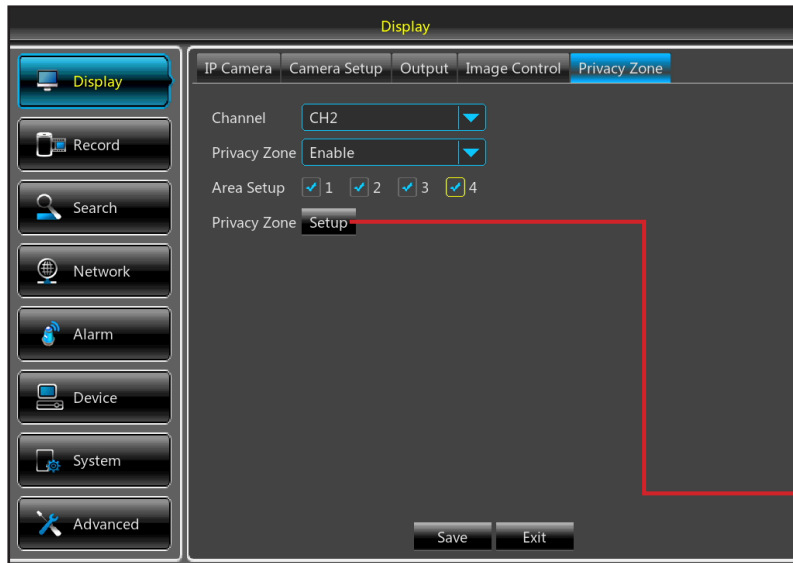 Display
Display
Record
Search
Network
Alarm
Device
System
Advanced
IP Camera Camera Setup Output Image Control Privacy Zone
Channel CH2
Privacy Zone Enable
Area Setup 1 2 3 4
Privacy Zone Setup
Save Exit